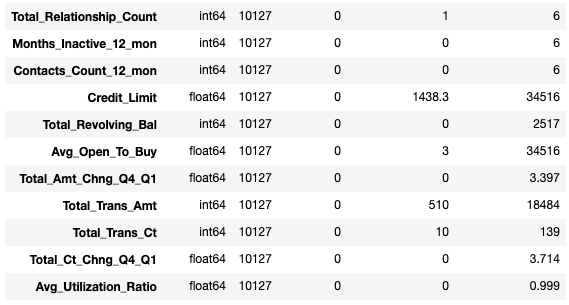 Total_Relationship_Count int64 10127 0 1 6
Months_Inactive_12_mon int64 10127 0 0 6
Contacts_Count_12_mon int64 10127 0 0 6
Credit_Limit float64 10127 0 1438.3 34516
Total_Revolving_Bal int64 10127 0 0 2517
Avg_Open_To_Buy float64 10127 0 3 34516
Total_Amt_Chng_Q4_Q1 float64 10127 0 0 3.397
Total_Trans_Amt int64 10127 0 510 18484
Total_Trans_Ct int64 10127 0 10 139
Total_Ct_Chng_Q4_Q1 float64 10127 0 0 3.714
Avg_Utilization_Ratio float64 10127 0 0 0.999